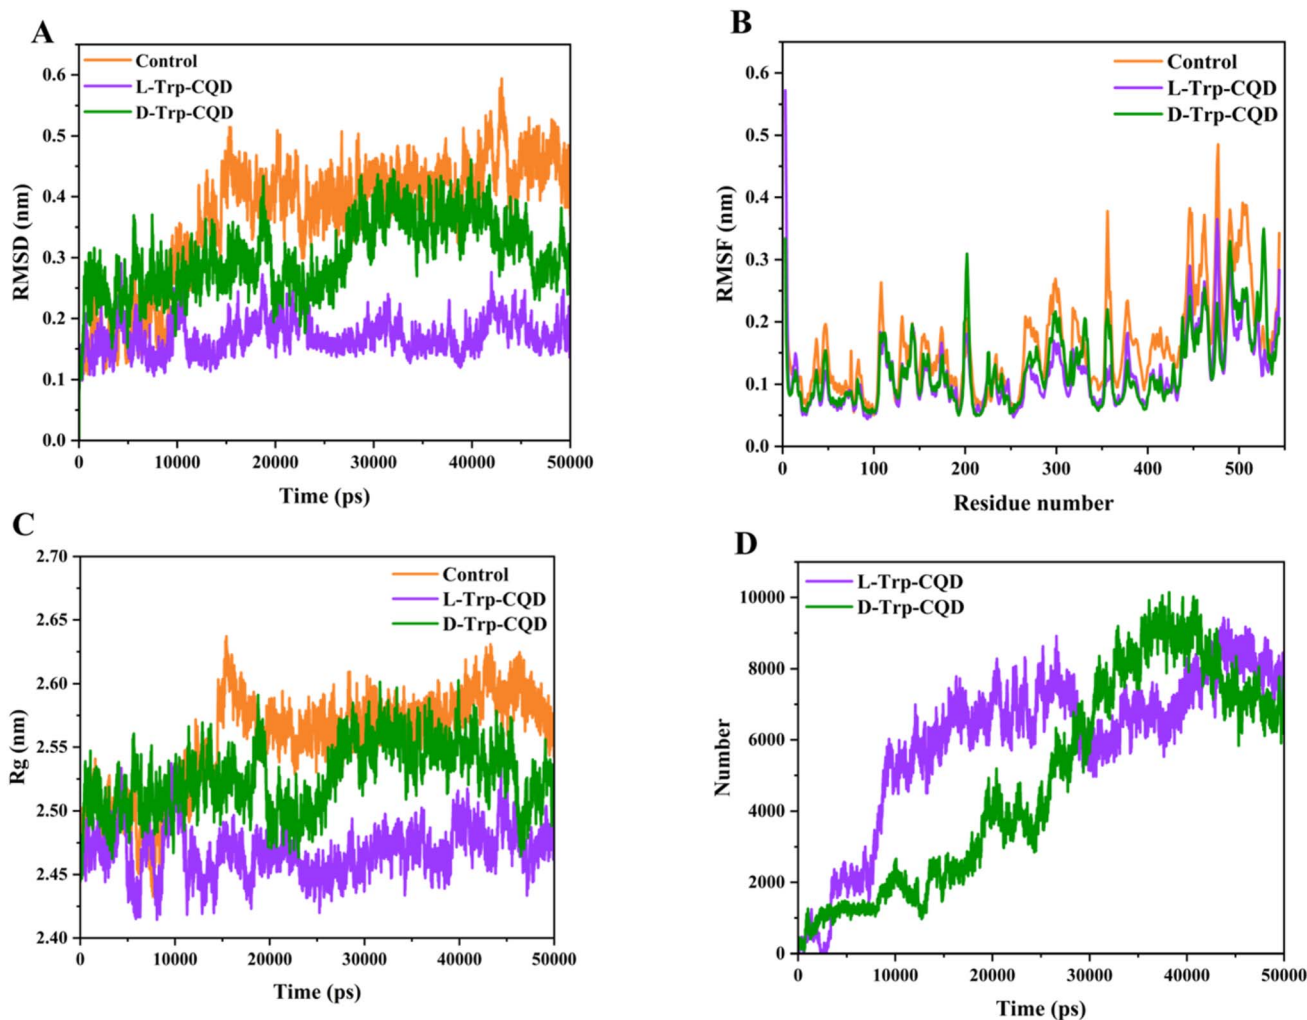 A
Control
L-Trp-CQD
D-Trp-CQD
0.6
0.5
0.4
0.3
0.2
0.1
0.0
RMSD (nm)
0 10000 20000 30000 40000 50000
Time (ps)
B
Control
L-Trp-CQD
D-Trp-CQD
0.6
0.5
0.4
0.3
0.2
0.1
0.0
RMSF (nm)
0 100 200 300 400 500
Residue number
C
Control
L-Trp-CQD
D-Trp-CQD
2.70
2.65
2.60
2.55
2.50
2.45
2.40
Rg (nm)
0 10000 20000 30000 40000 50000
Time (ps)
D
L-Trp-CQD
D-Trp-CQD
10000
8000
6000
4000
2000
0
Number
0 10000 20000 30000 40000 50000
Time (ps)